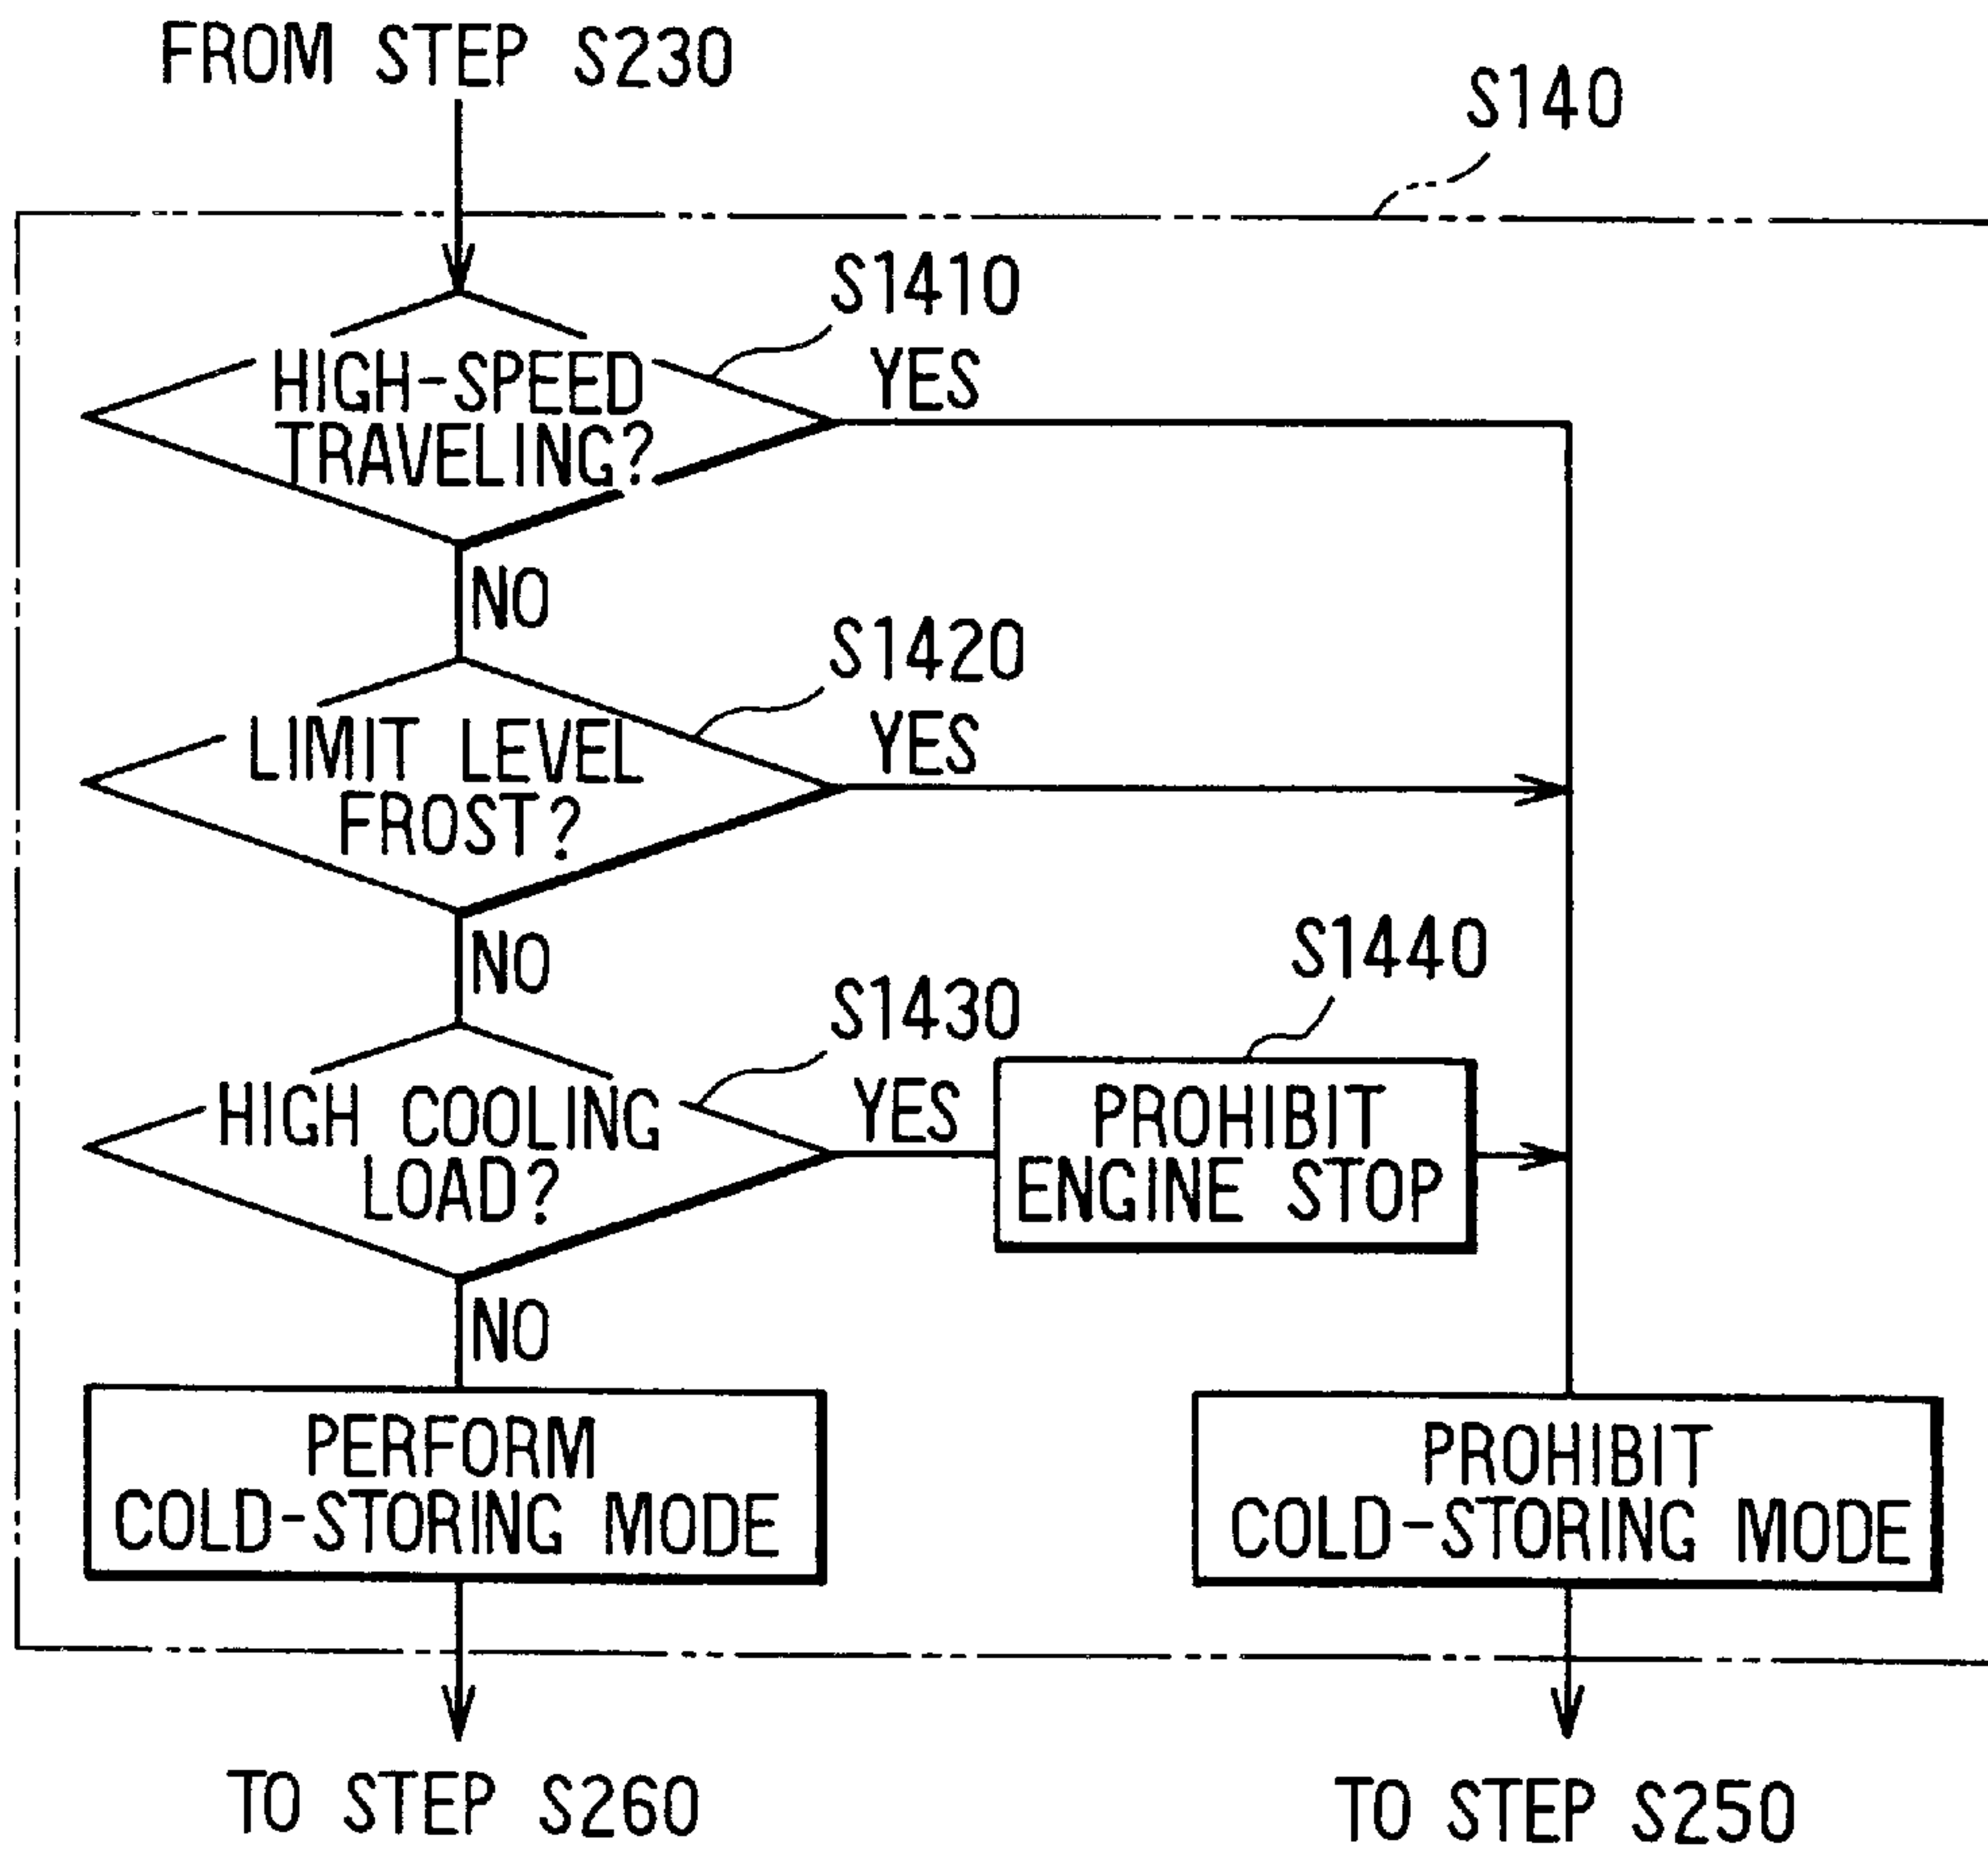 FROM STEP S230
S140
S1410
YES
HIGH-SPEED
TRAVELING?
NO
S1420
YES
LIMIT LEVEL
FROST?
NO
S1430
YES
HIGH COOLING
LOAD?
S1440
PROHIBIT
ENGINE STOP
NO
PERFORM
COLD-STORING MODE
PROHIBIT
COLD-STORING MODE
TO STEP S260
TO STEP S250